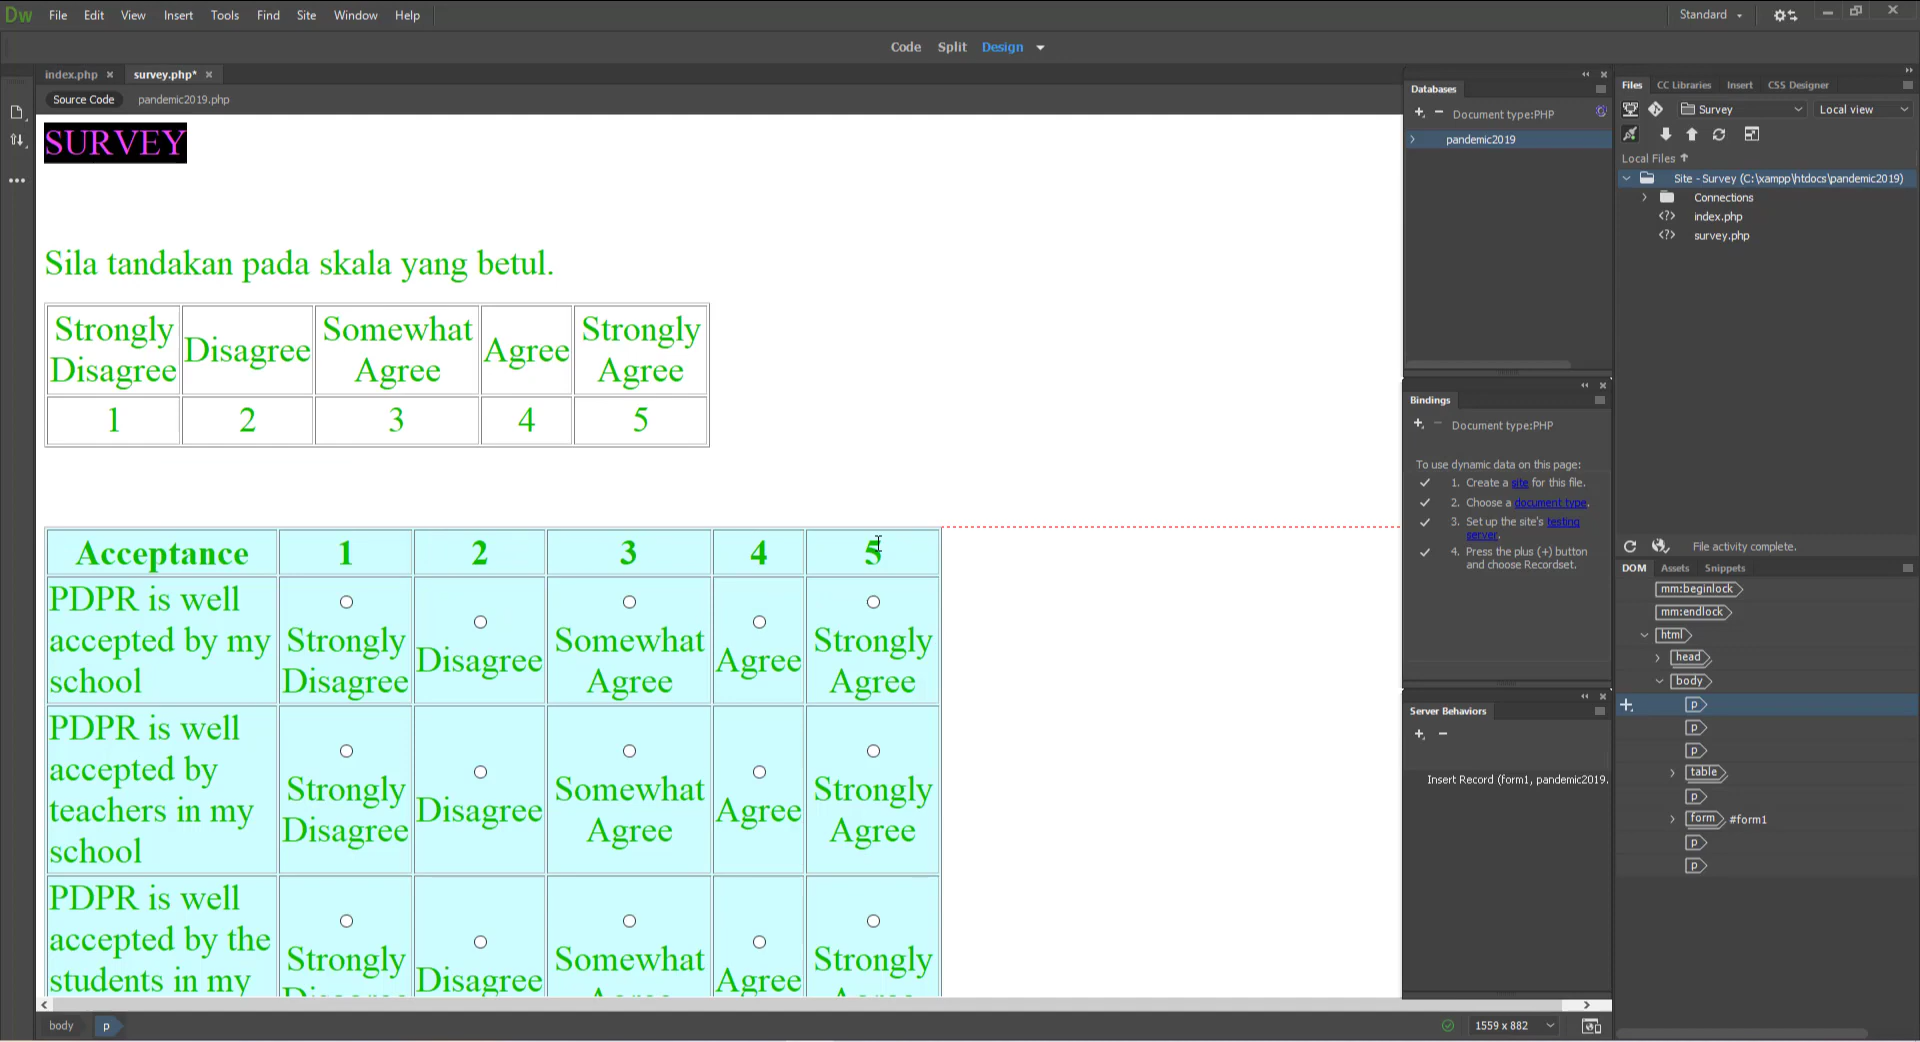 Dw File Edit View Insert Tools Find Site Window Help Standard
Code Split Design
index.php survey.php*
Source Code pandemic2019.php
SURVEY
Sila tandakan pada skala yang betul.
Strongly Disagree Disagree Somewhat Agree Agree Strongly Agree
1 2 3 4 5
Acceptance 1 2 3 4 5
PDPR is well accepted by my school Strongly Disagree Disagree Somewhat Agree Agree Strongly Agree
PDPR is well accepted by teachers in my school Strongly Disagree Disagree Somewhat Agree Agree Strongly Agree
PDPR is well accepted by the students in my Strongly Disagree Somewhat Agree Strongly
body p
1559 x 882
Databases
Document type:PHP
pandemic2019
Bindings
Document type:PHP
To use dynamic data on this page:
1. Create a site for this file.
2. Choose a document type.
3. Set up the site's testing
server.
4. Press the plus (+) button
and choose Recordset.
Server Behaviors
Insert Record (form1, pandemic2019.
Files CC Libraries Insert CSS Designer
Survey Local view
Local Files
Site - Survey (C:\xampp\htdocs\pandemic2019)
Connections
index.php
survey.php
File activity complete.
DOM Assets Snippets
mm:beginlock
mm:endlock
html
head
body
p
p
p
table
p
form #form1
p
p